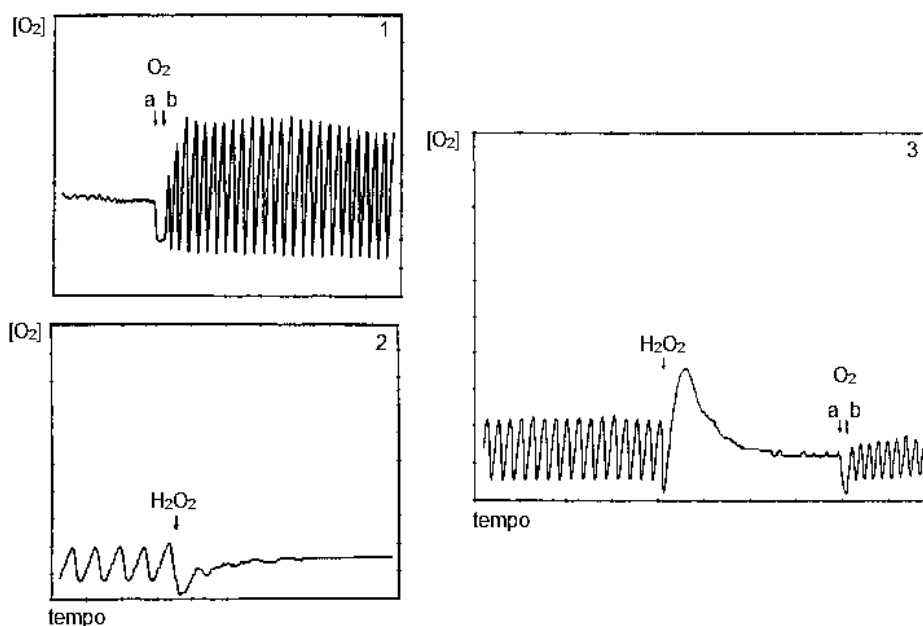 [O₂]
1
O₂
a b
[O₂]
2
H₂O₂
tempo
[O₂]
3
H₂O₂
O₂
a b
tempo